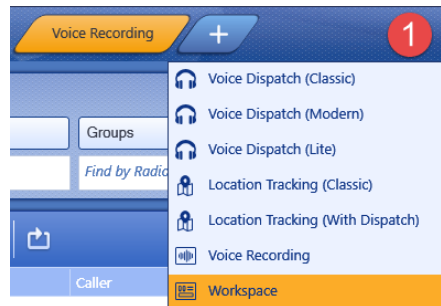 Voice Recording
+
1
Voice Dispatch (Classic)
Voice Dispatch (Modern)
Voice Dispatch (Lite)
Location Tracking (Classic)
Location Tracking (With Dispatch)
Voice Recording
Workspace
Groups
Find by Radio
Caller